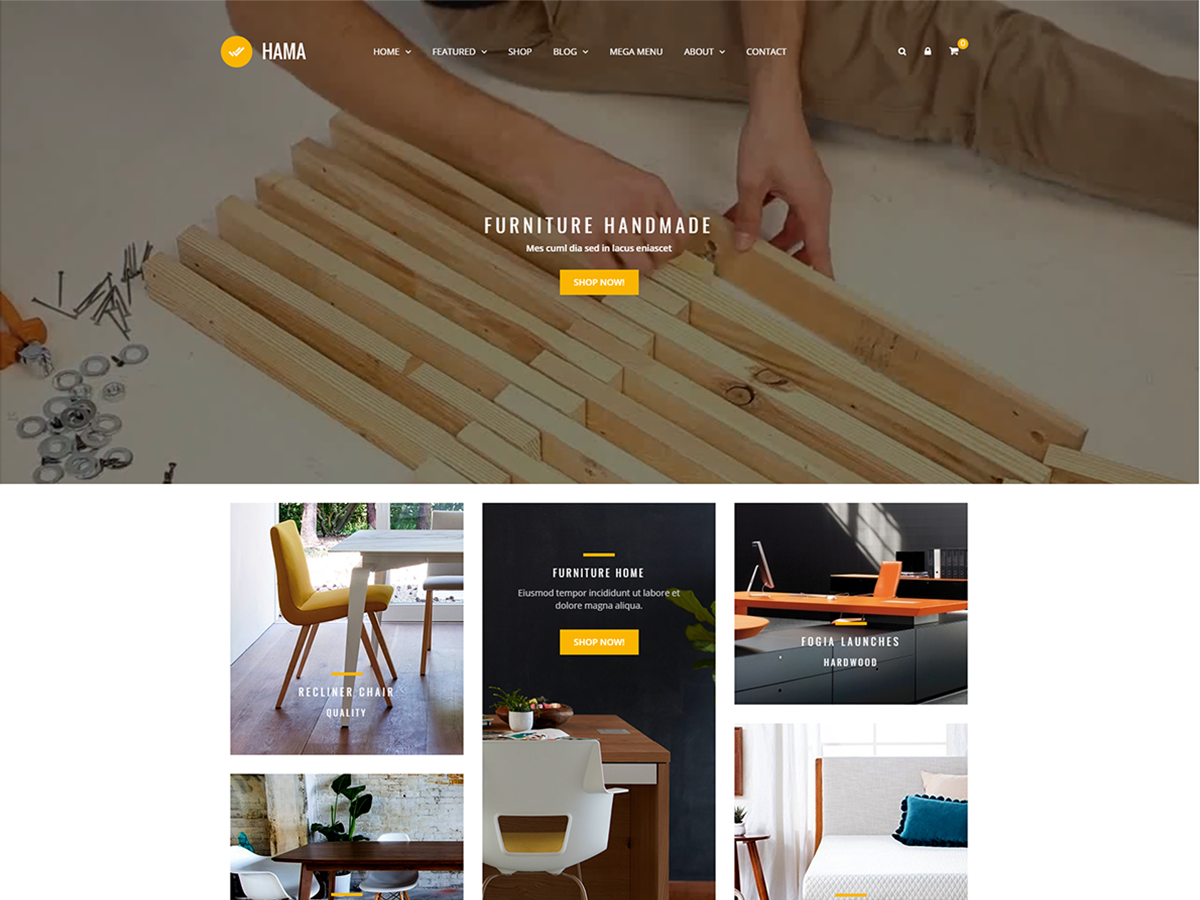 HAMA
HOME
FEATURED
SHOP
BLOG
MEGA MENU
ABOUT
CONTACT
0
FURNITURE HANDMADE
Mes cuml dia sed in lacus eniascet
SHOP NOW!
RECLINER CHAIR
QUALITY
FURNITURE HOME
Eiusmod tempor incididunt ut labore et
dolore magna aliqua.
SHOP NOW!
FOGIA LAUNCHES
HARDWOOD